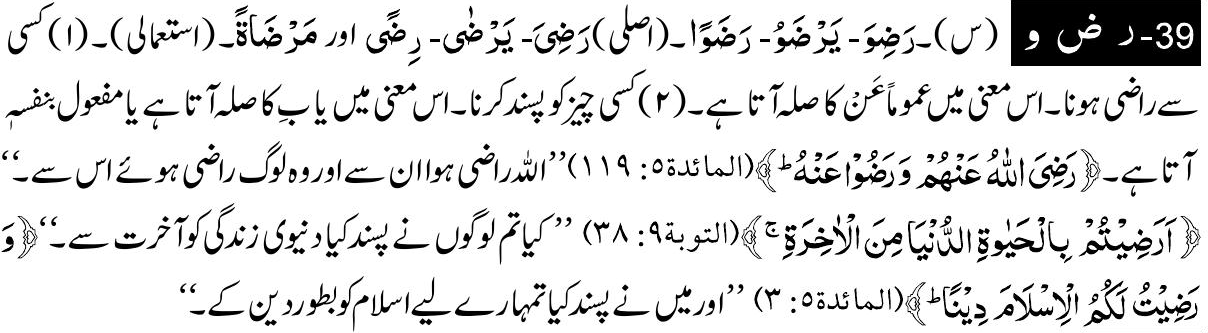 39- ر ض و (س)۔رَضِوَ- یَرْضَوُ- رَضَوًا۔(اصلی)رَضِیَ- یَرْضٰی- رِضًی اور مَرْضَاۃً۔(استعمالی)۔(۱)کسی
سے راضی ہونا۔اس معنی میں عموماً عَنْ کا صلہ آتا ہے۔(۲)کسی چیز کو پسند کرنا۔اس معنی میں یا بِ کا صلہ آتا ہے یا مفعول بنفسہٖ
آتا ہے۔﴿رَضِیَ اللّٰہُ عَنْھُمْ وَرَضُوْا عَنْہُ ؕ﴾(المائدۃ۵: ۱۱۹)’’اللہ راضی ہوا ان سے اور وہ لوگ راضی ہوئے اس سے۔‘‘
﴿اَرَضِیْتُمْ بِالْحَیٰوۃِ الدُّنْیَا مِنَ الْاٰخِرَۃِ ۚ﴾(التوبۃ۹: ۳۸) ’’کیا تم لوگوں نے پسند کیا دنیوی زندگی کو آخرت سے۔‘‘﴿وَ
رَضِیْتُ لَکُمُ الْاِسْلَامَ دِیْنًا ؕ﴾(المائدۃ۵: ۳) ’’اور میں نے پسند کیا تمہارے لیے اسلام کو بطور دین کے۔‘‘